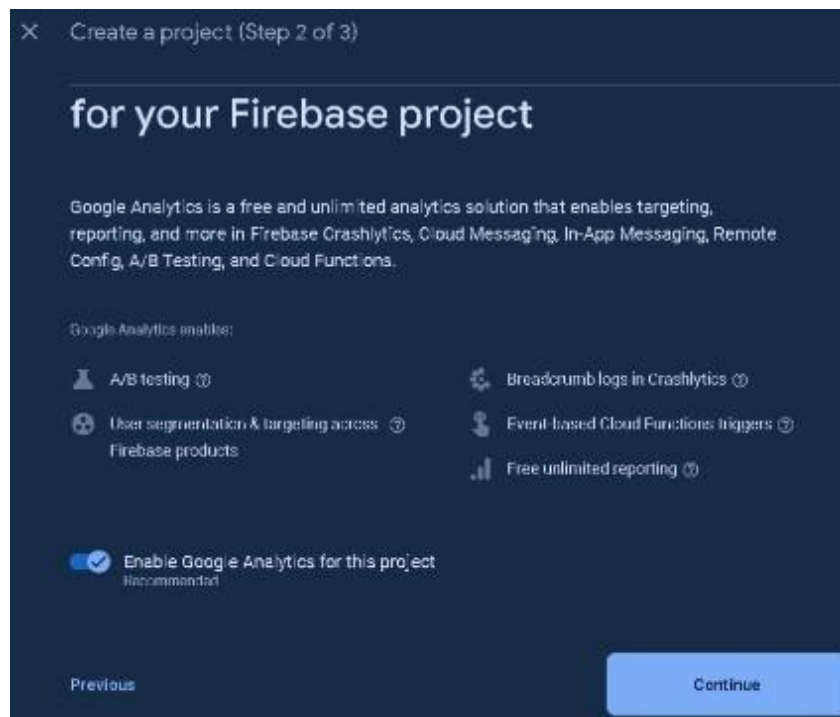 Create a project (Step 2 of 3)
for your Firebase project
Google Analytics is a free and unlimited analytics solution that enables targeting,
reporting, and more in Firebase Crashlytics, Cloud Messaging, In-App Messaging, Remote
Config, A/B Testing, and Cloud Functions.
Google Analytics enables:
A/B testing
User segmentation & targeting across
Firebase products
Breadcrumb logs in Crashlytics
Event-based Cloud Functions triggers
Free unlimited reporting
Enable Google Analytics for this project
Recommended
Previous
Continue